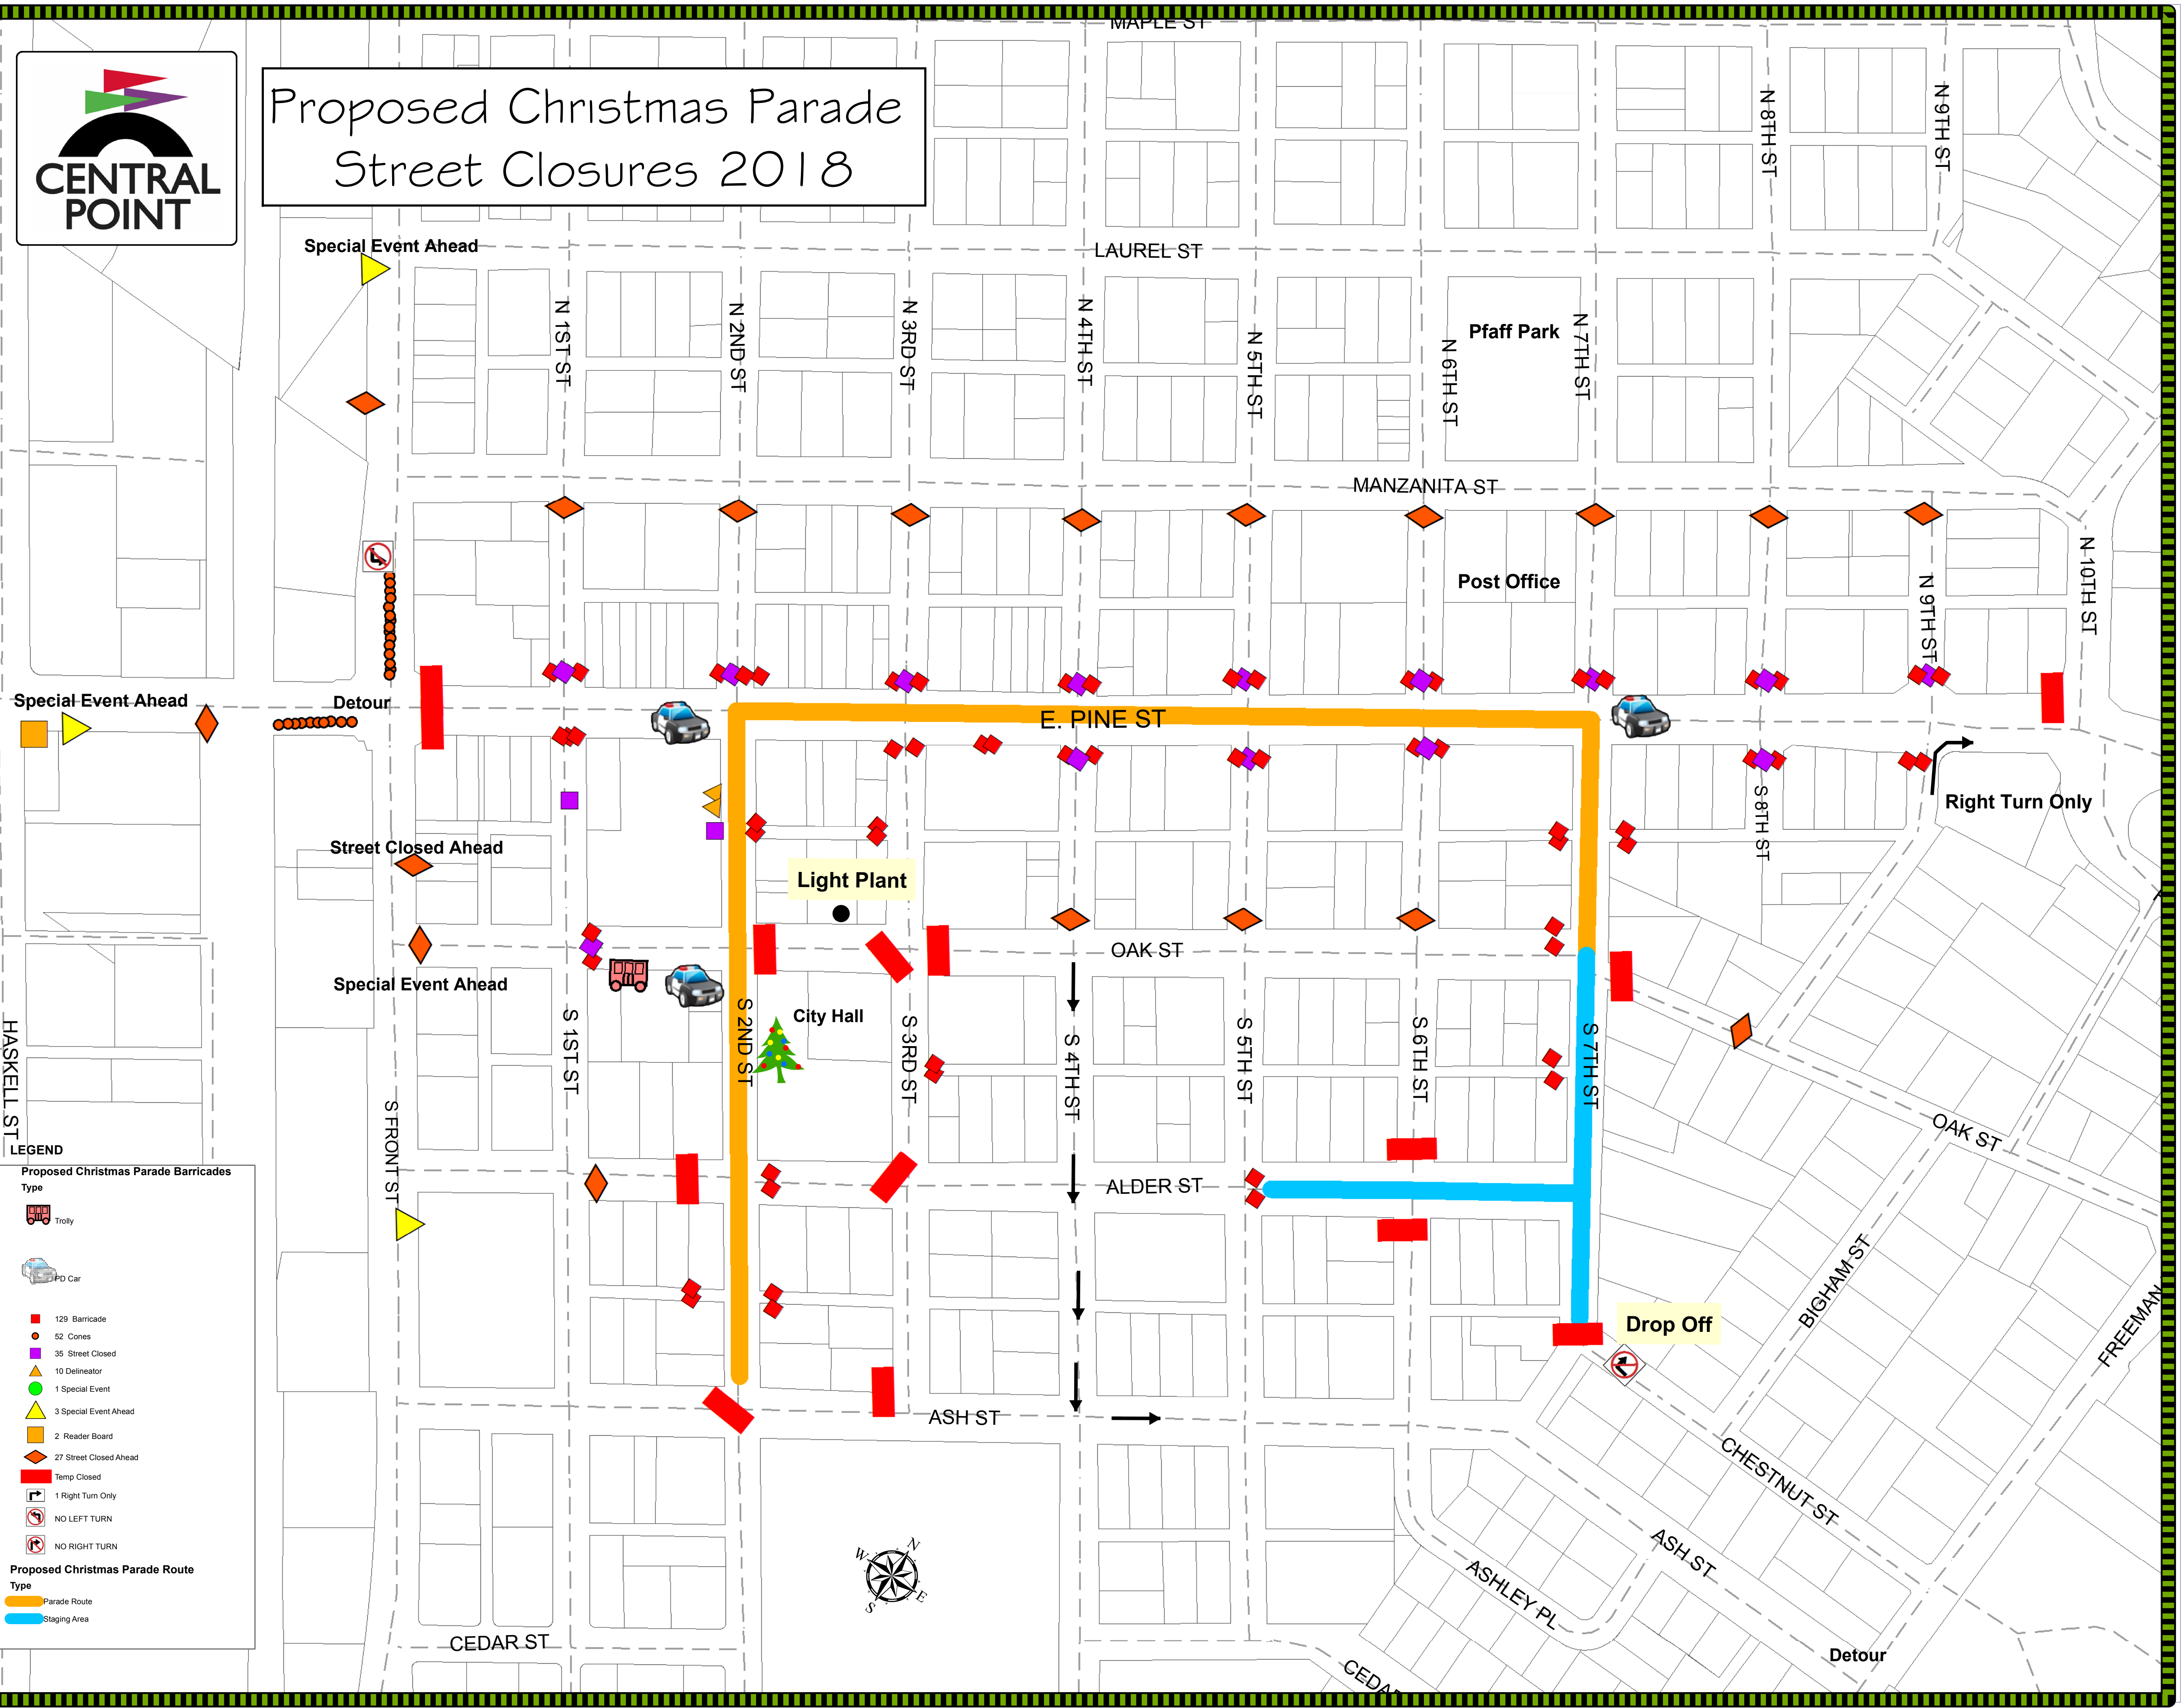 MAPLE ST
CENTRAL
POINT
Proposed Christmas Parade
Street Closures 2018
N 8TH ST
N 9TH ST
Special Event Ahead
LAUREL ST
N 1ST ST
N 2ND ST
N 3RD ST
N 4TH ST
N 5TH ST
N 6TH ST
Pfaff Park
N 7TH ST
MANZANITA ST
Post Office
N 9TH ST
N 10TH ST
Special Event Ahead
Detour
E. PINE ST
Right Turn Only
S 8TH ST
Street Closed Ahead
Light Plant
OAK ST
Special Event Ahead
City Hall
HASKELL ST
S FRONT ST
S 1ST ST
S 2ND ST
S 3RD ST
S 4TH ST
S 5TH ST
S 6TH ST
S 7TH ST
OAK ST
ALDER ST
BIGHAM ST
FREEMAN
Drop Off
ASH ST
CHESTNUT ST
ASH ST
ASHLEY PL
Detour
CEDAR ST
N
E
S
W
LEGEND
Proposed Christmas Parade Barricades
Type
Trolly
PD Car
129 Barricade
52 Cones
35 Street Closed
10 Delineator
1 Special Event
3 Special Event Ahead
2 Reader Board
27 Street Closed Ahead
Temp Closed
1 Right Turn Only
NO LEFT TURN
NO RIGHT TURN
Proposed Christmas Parade Route
Type
Parade Route
Staging Area